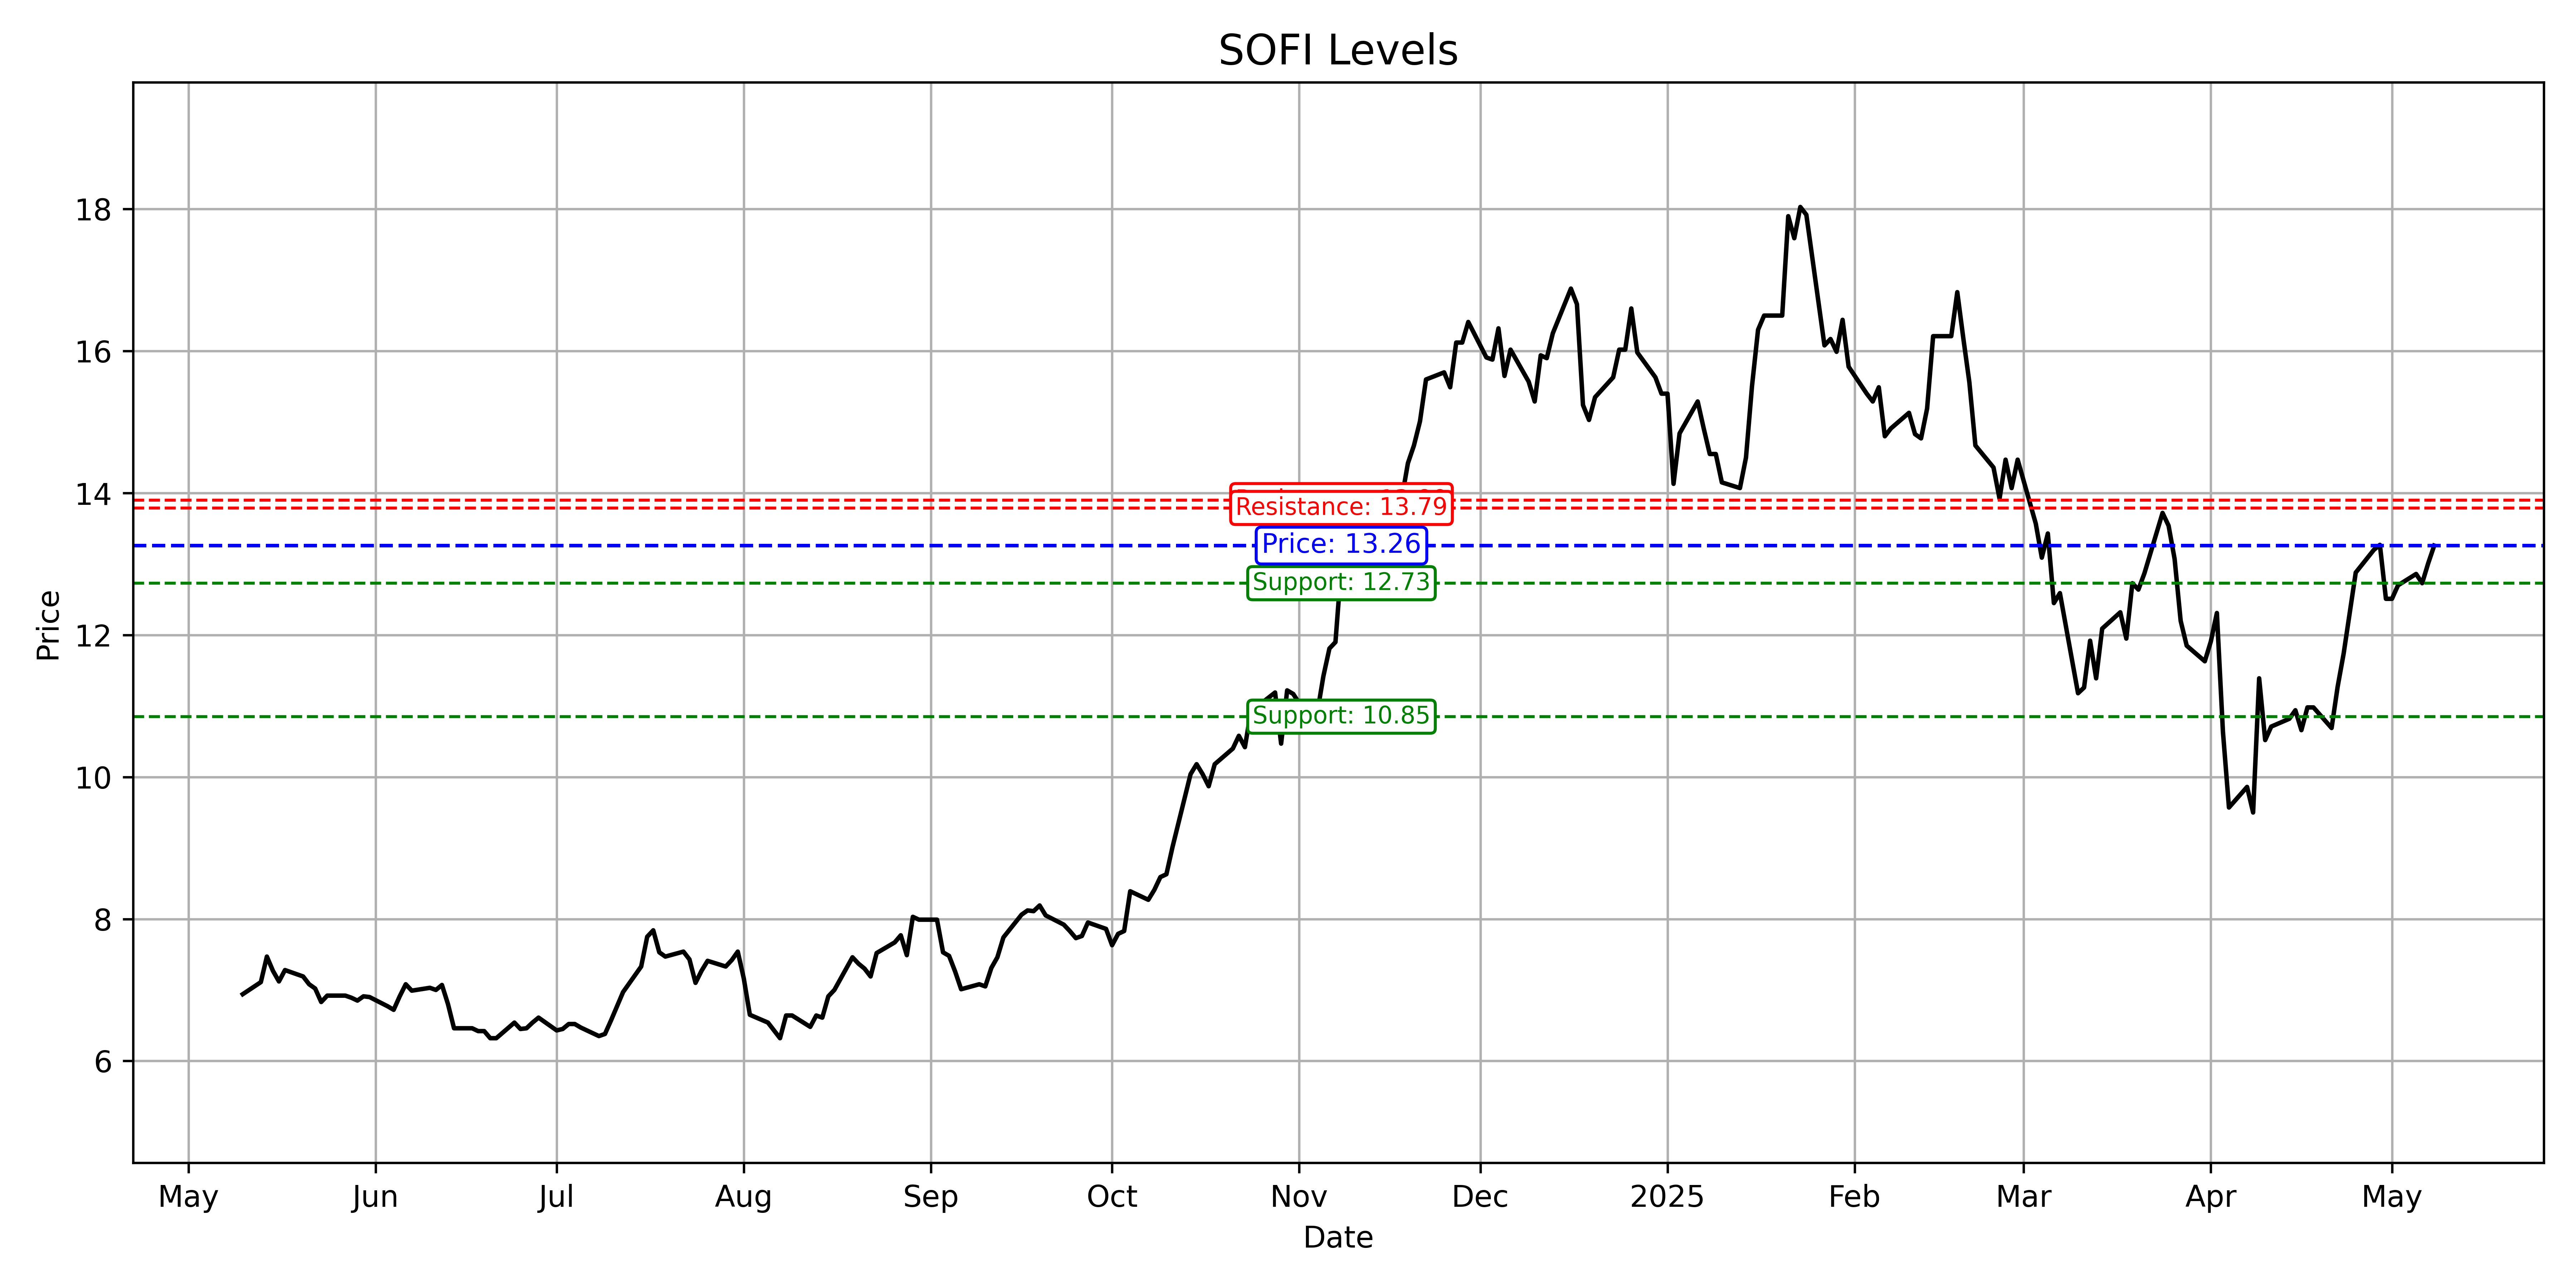 SOFI Levels
Price
18
16
14
12
10
8
6
Resistance: 13.79
Price: 13.26
Support: 12.73
Support: 10.85
May Jun Jul Aug Sep Oct Nov Dec 2025 Feb Mar Apr May
Date